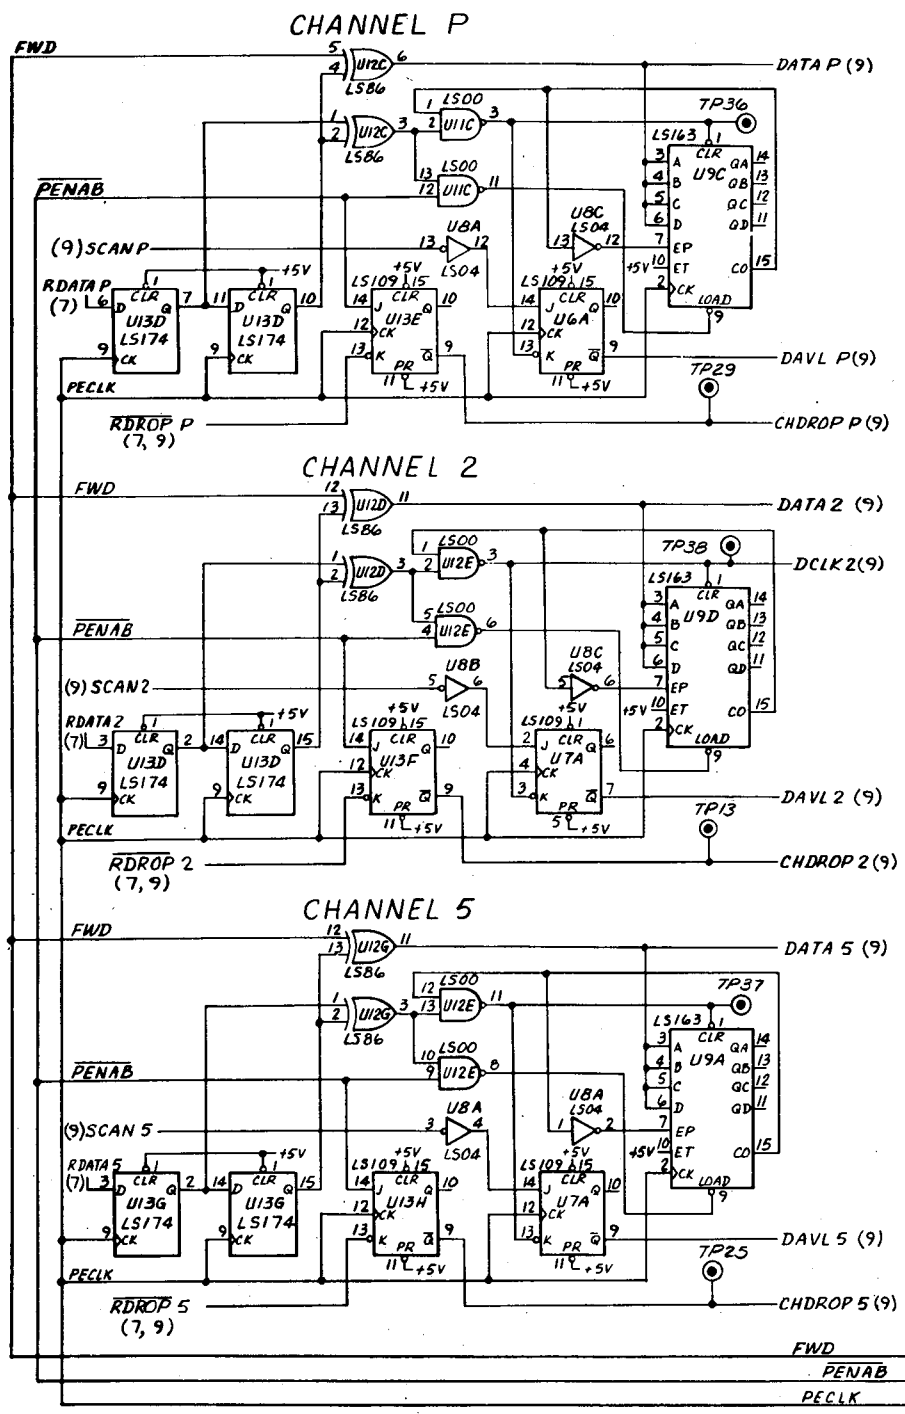 CHANNEL P
FWD
5
4
U12C
6
LS86
DATA P (9)
1
2
U12C
3
LS86
LS00
1
2
U11C
3
TP36
LS163
1
CLR
U9C
3 A QA 14
4 B QB 13
5 C QC 12
6 D QD 11
7 EP
+5V 10 ET
2 CK
CO 15
LOAD
9
LS00
13
12
U11C
11
PENAB
U8A
(9) SCAN P
13
12
LS04
U8C
LS04
13
12
RDATA P
(7)
+5V
6 D 1 CLR Q 7
U13D
LS174
9 CK
11 D 1 CLR Q 10
U13D
LS174
9 CK
LS109
+5V
15
14 J CLR Q 10
U13E
12 CK
13 K Q 9
PR
11
+5V
LS109
+5V
15
14 J CLR Q 10
U6A
12 CK
13 K Q 9
PR
11
+5V
DAVL P (9)
TP29
PECLK
RDROP P
(7, 9)
CHDROP P (9)
CHANNEL 2
FWD
12
13
U12D
11
LS86
DATA 2 (9)
1
2
U12D
3
LS86
LS00
1
2
U12E
3
TP38
DCLK 2 (9)
LS163
1
CLR
U9D
3 A QA 14
4 B QB 13
5 C QC 12
6 D QD 11
7 EP
+5V 10 ET
2 CK
CO 15
LOAD
9
LS00
5
4
U12E
6
PENAB
U8B
(9) SCAN 2
5
6
LS04
U8C
LS04
5
6
RDATA 2
(7)
+5V
3 D 1 CLR Q 2
U13D
LS174
9 CK
14 D 1 CLR Q 15
U13D
LS174
9 CK
LS109
+5V
15
14 J CLR Q 10
U13F
12 CK
13 K Q 9
PR
11
+5V
LS109
+5V
1
2 J CLR Q 6
U7A
4 CK
3 K Q 7
PR
5
+5V
DAVL 2 (9)
TP13
PECLK
RDROP 2
(7, 9)
CHDROP 2 (9)
CHANNEL 5
FWD
12
13
U12G
11
LS86
DATA 5 (9)
1
2
U12G
3
LS86
LS00
12
13
U12E
11
TP37
LS163
1
CLR
U9A
3 A QA 14
4 B QB 13
5 C QC 12
6 D QD 11
7 EP
+5V 10 ET
2 CK
CO 15
LOAD
9
LS00
10
9
U12E
8
PENAB
U8A
(9) SCAN 5
3
4
LS04
U8A
LS04
1
2
RDATA 5
(7)
+5V
3 D 1 CLR Q 2
U13G
LS174
9 CK
14 D 1 CLR Q 15
U13G
LS174
9 CK
LS109
+5V
15
14 J CLR Q 10
U13H
12 CK
13 K Q 9
PR
11
+5V
LS109
+5V
15
14 J CLR Q 10
U7A
12 CK
13 K Q 9
PR
11
+5V
DAVL 5 (9)
TP25
PECLK
RDROP 5
(7, 9)
CHDROP 5 (9)
FWD
PENAB
PECLK